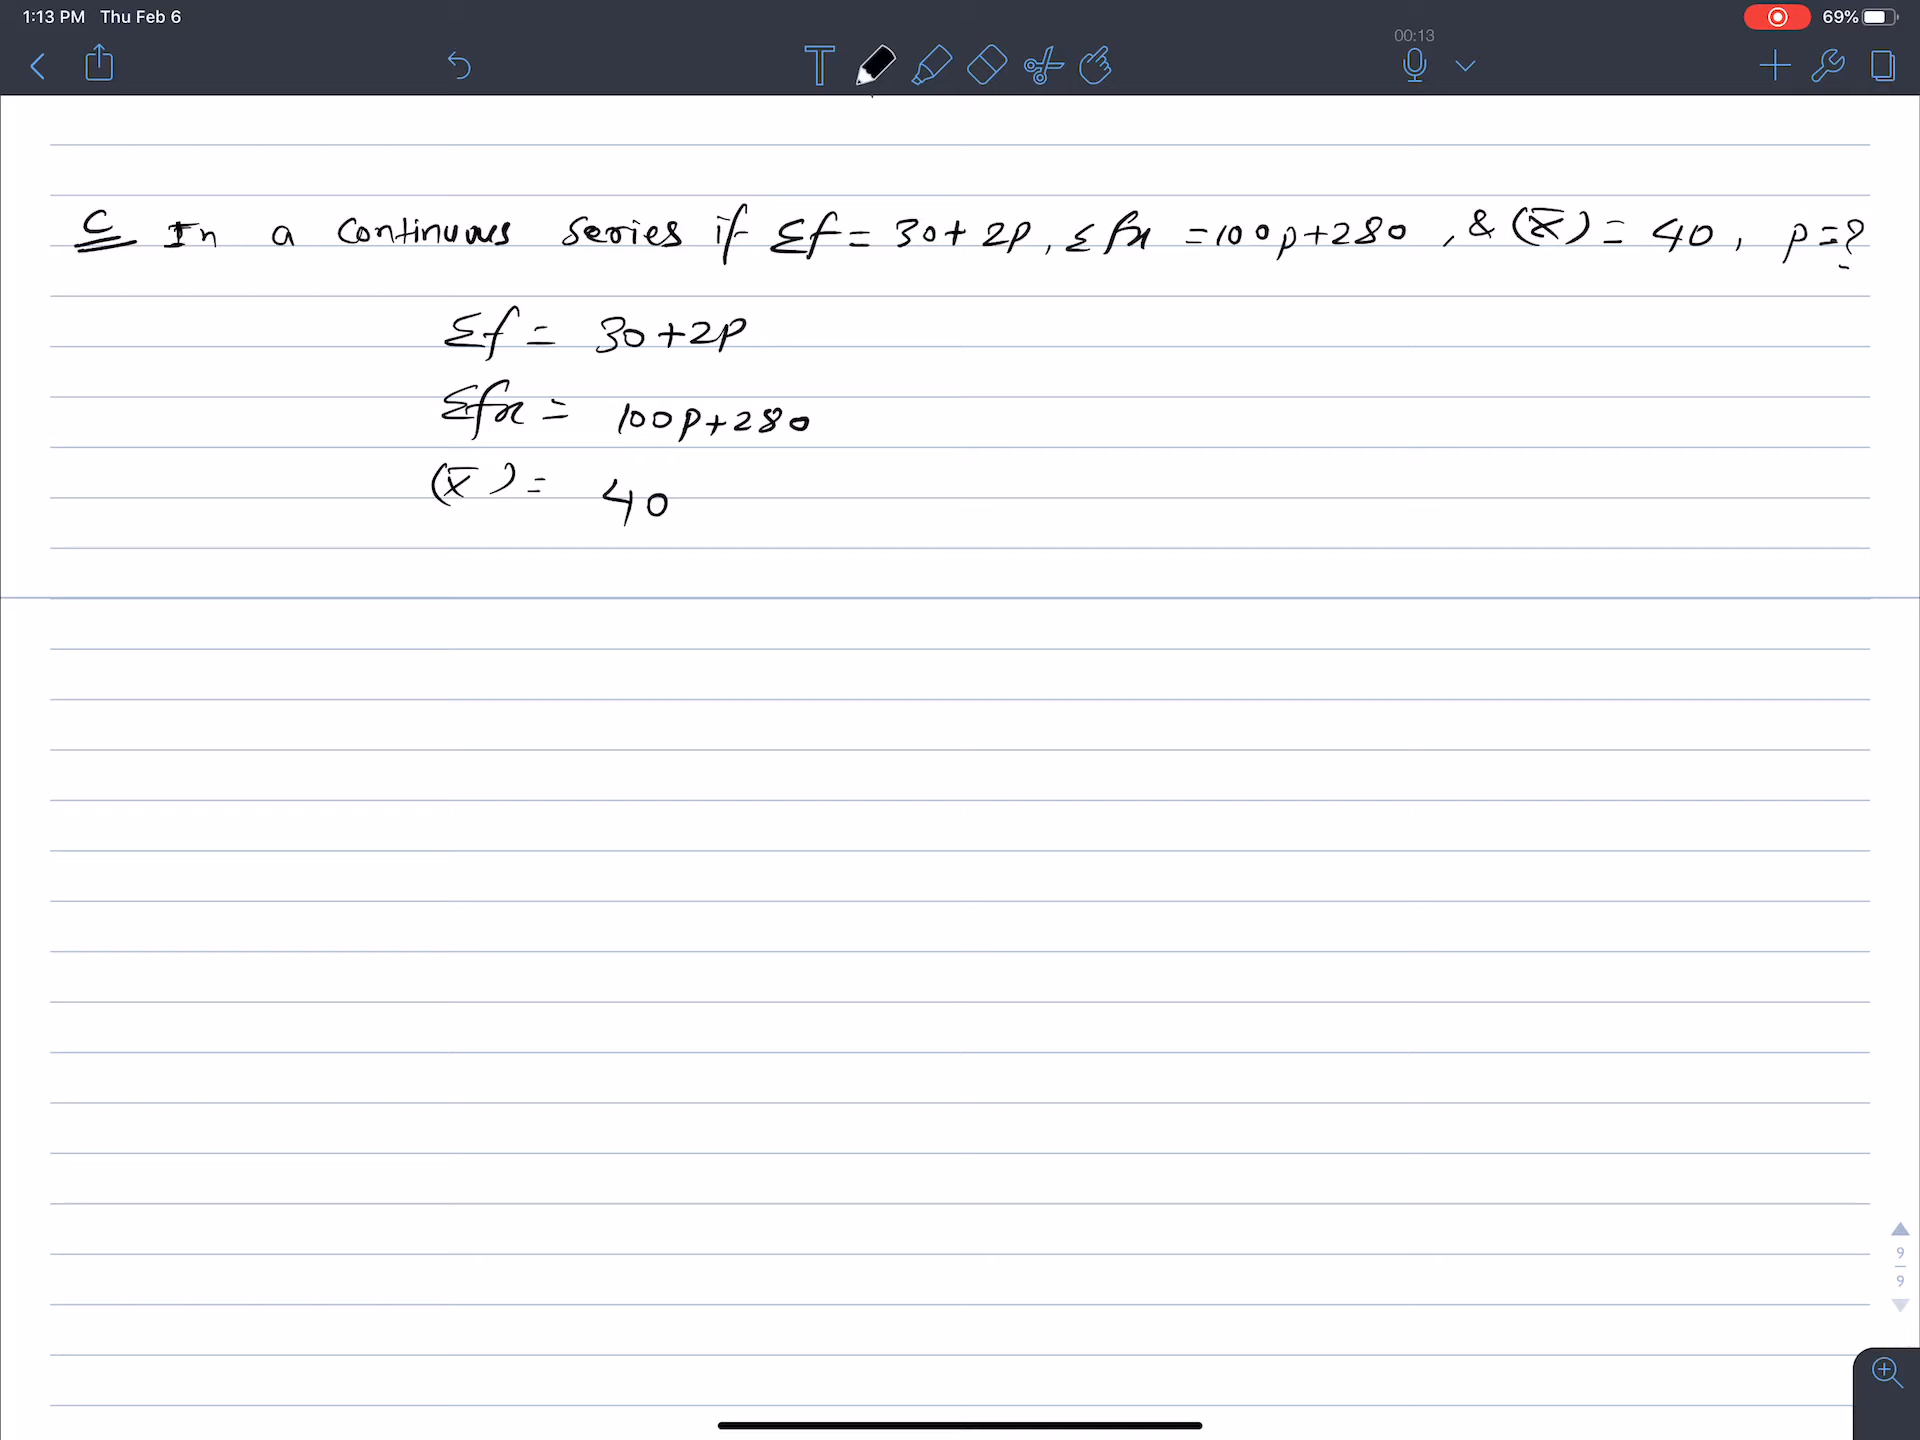 1:13 PM Thu Feb 6
69%
00:13
C In a continuous series if Σf = 30+2p, Σfx =100p+280 , & (x̄) = 40, p=?
Σf = 30+2p
Σfx = 100p+280
(x̄) = 40
9
9